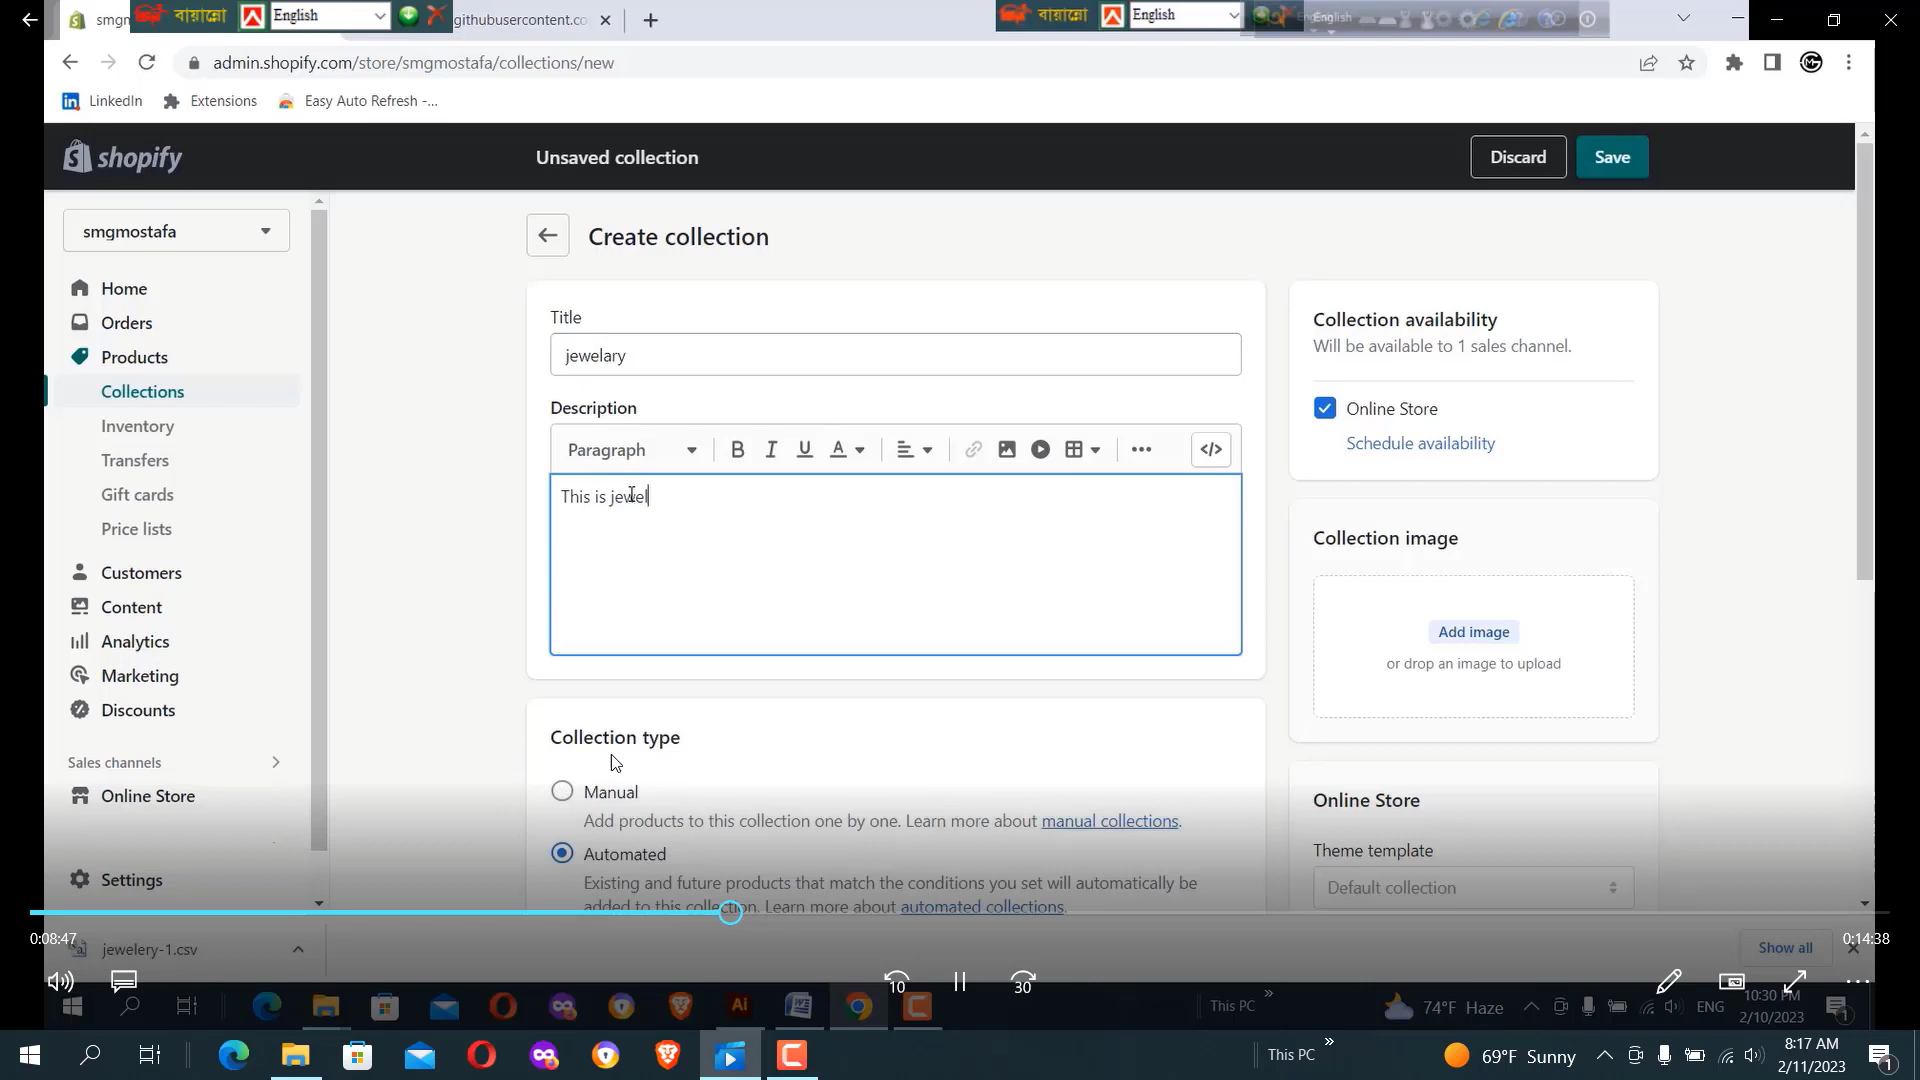 smg
বায়ান্নো
English
githubusercontent.co
বায়ান্নো
English
English
admin.shopify.com/store/smgmostafa/collections/new
LinkedIn
Extensions
Easy Auto Refresh -...
shopify
Unsaved collection
Discard
Save
smgmostafa
Home
Orders
Products
Collections
Inventory
Transfers
Gift cards
Price lists
Customers
Content
Analytics
Marketing
Discounts
Sales channels
Online Store
Settings
Create collection
Title
jewelary
Description
Paragraph
B I U A
</>
This is jewel
Collection type
Manual
Add products to this collection one by one. Learn more about manual collections.
Automated
Existing and future products that match the conditions you set will automatically be
added to this collection. Learn more about automated collections.
Collection availability
Will be available to 1 sales channel.
Online Store
Schedule availability
Collection image
Add image
or drop an image to upload
Online Store
Theme template
Default collection
0:08:47
0:14:38
jewelery-1.csv
Show all
10
30
Ai
This PC
74°F Haze
ENG
10:30 PM
2/10/2023
1
This PC
69°F Sunny
8:17 AM
2/11/2023
1